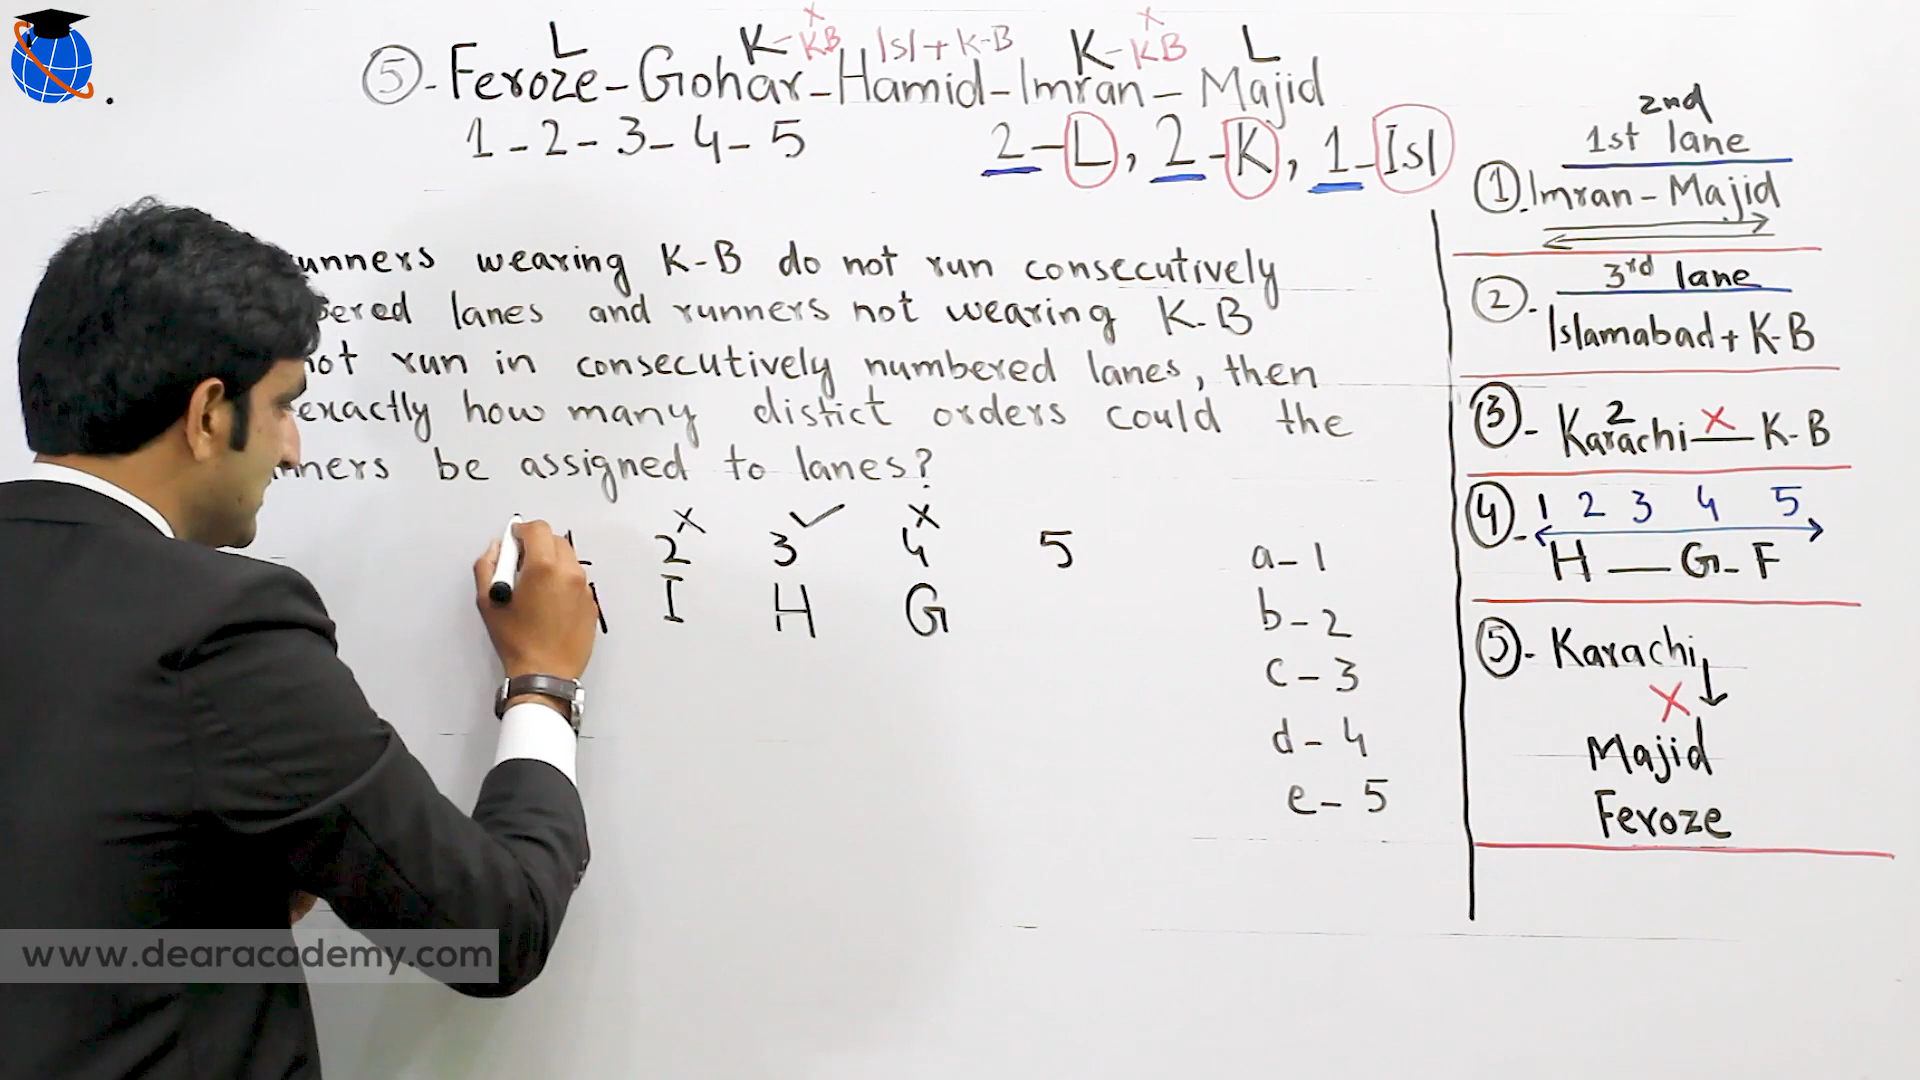 L K-KB Isl+K-B K-KB L
5-Feroze-Gohar-Hamid-Imran-Majid
1-2-3-4-5 2-L, 2-K, 1-Isl
wearing K-B do not run consecutively
lanes and runners not wearing K.B
run in consecutively numbered lanes, then
exactly how many distict orders could the
be assigned to lanes?
x ✓ x
2 3 4 5
I H G
a-1
b-2
c-3
d-4
e-5
2nd
1st lane
1. Imran-Majid
3rd lane
2-. Islamabad+K-B
2 x
3- Karachi — K-B
4- 1 2 3 4 5
H — G-F
5- Karachi
x
Majid
Feroze
www.dearacademy.com